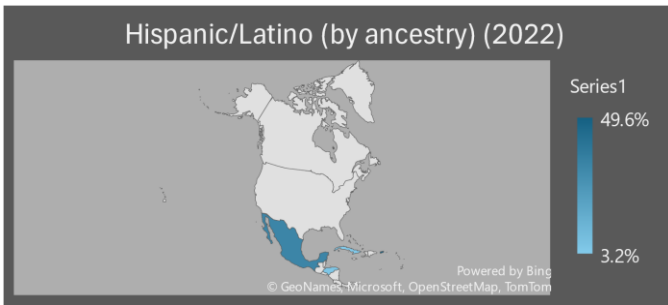 Hispanic/Latino (by ancestry) (2022)
Series1
49.6%
3.2%
Powered by Bing
© GeoNames, Microsoft, OpenStreetMap, TomTom